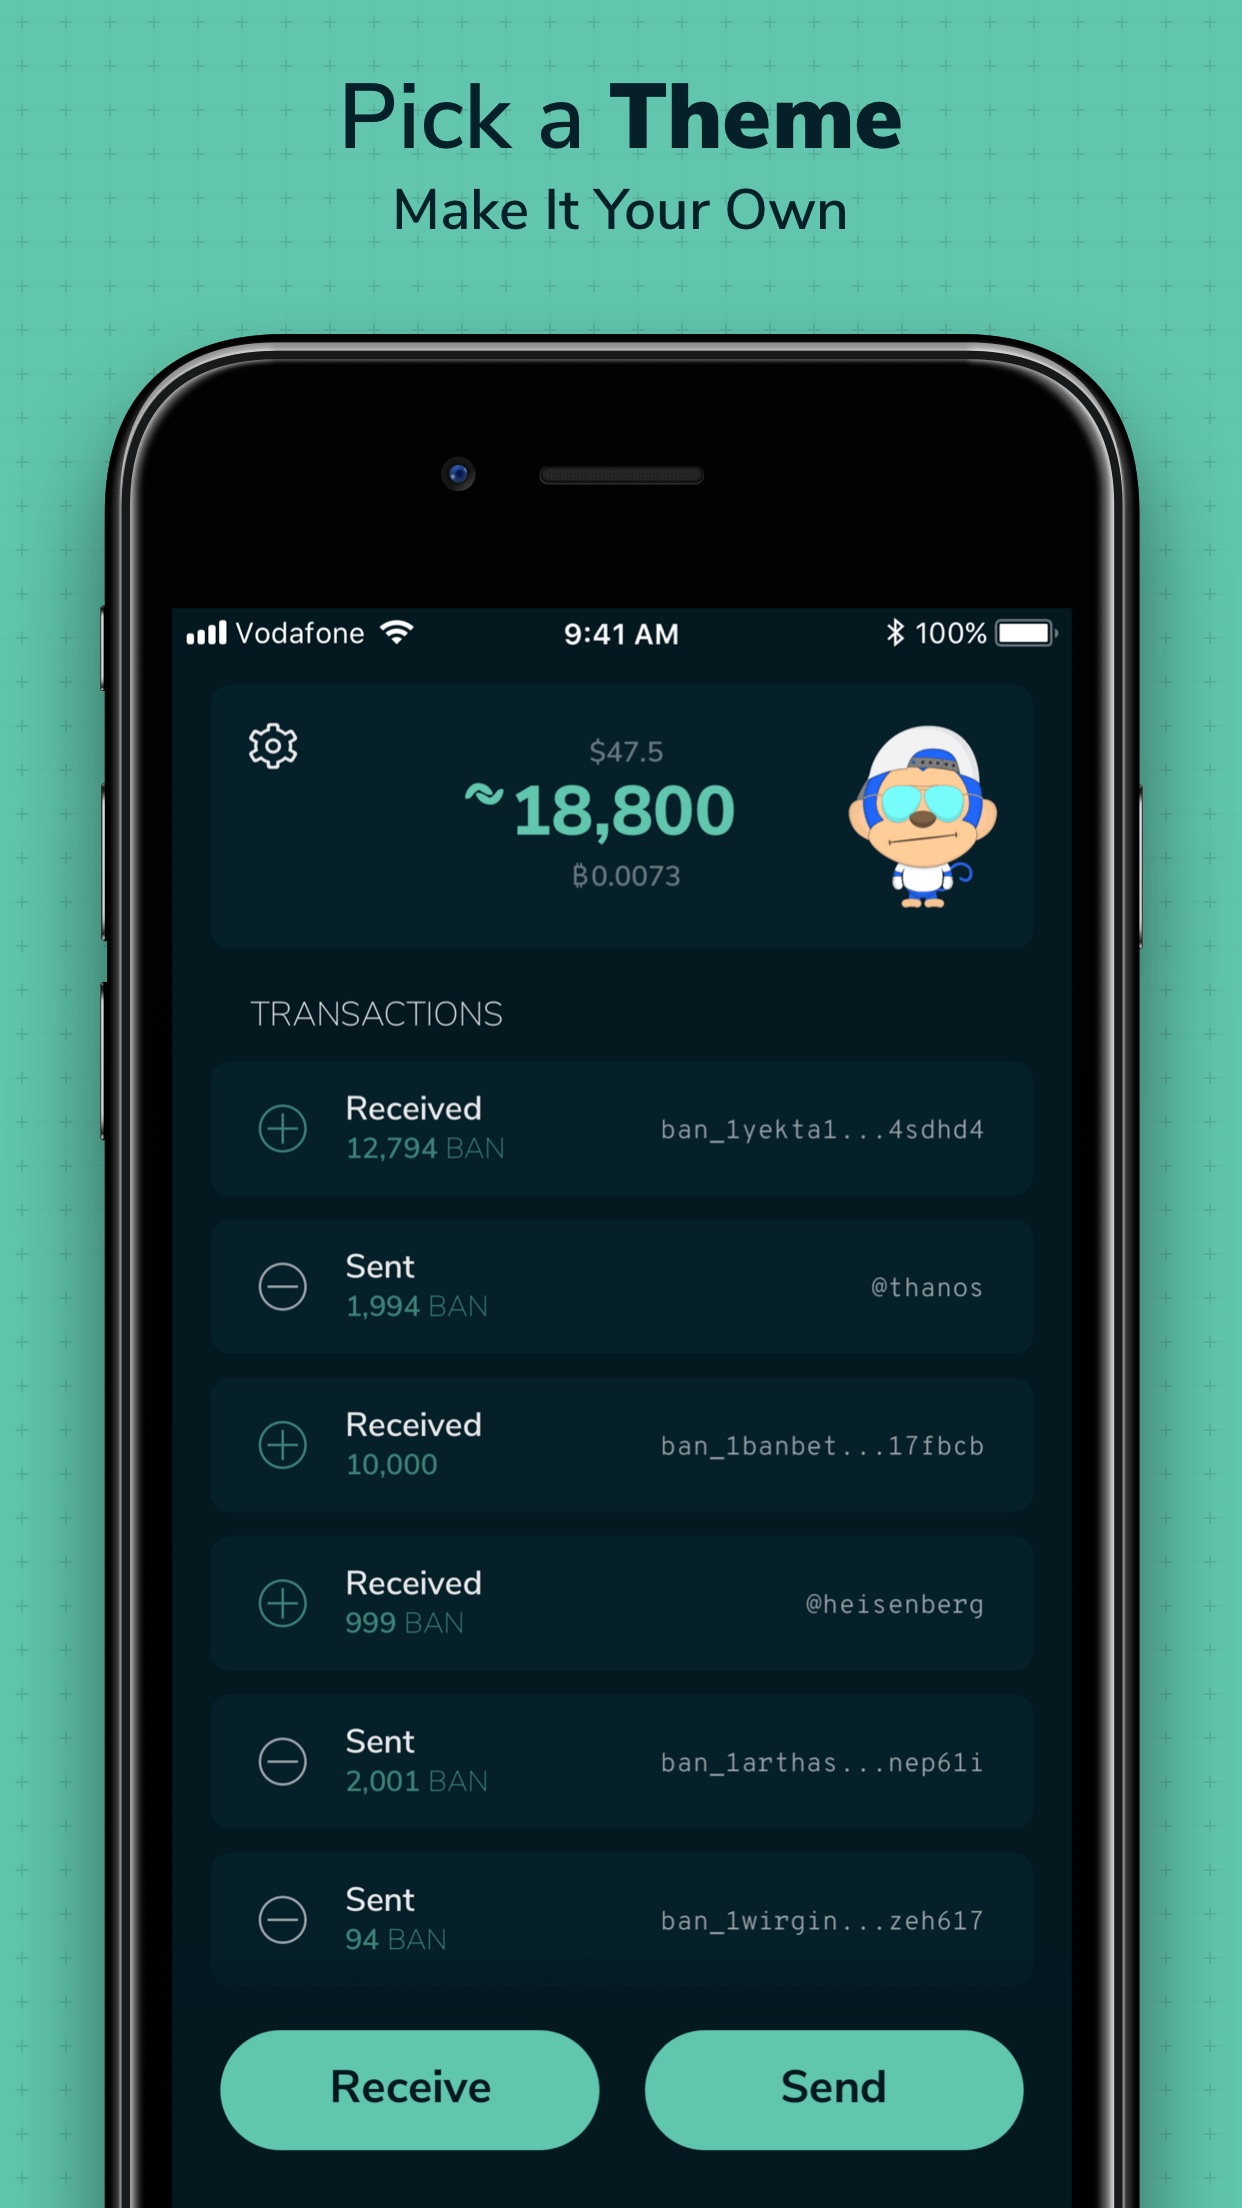 Pick a Theme
Make It Your Own
Vodafone 9:41 AM 100%
$47.5
18,800
₿0.0073
TRANSACTIONS
Received
12,794 BAN
ban_1yekta1...4sdhd4
Sent
1,994 BAN
@thanos
Received
10,000
ban_1banbet...17fbcb
Received
999 BAN
@heisenberg
Sent
2,001 BAN
ban_1arthas...nep61i
Sent
94 BAN
ban_1wirgin...zeh617
Receive Send